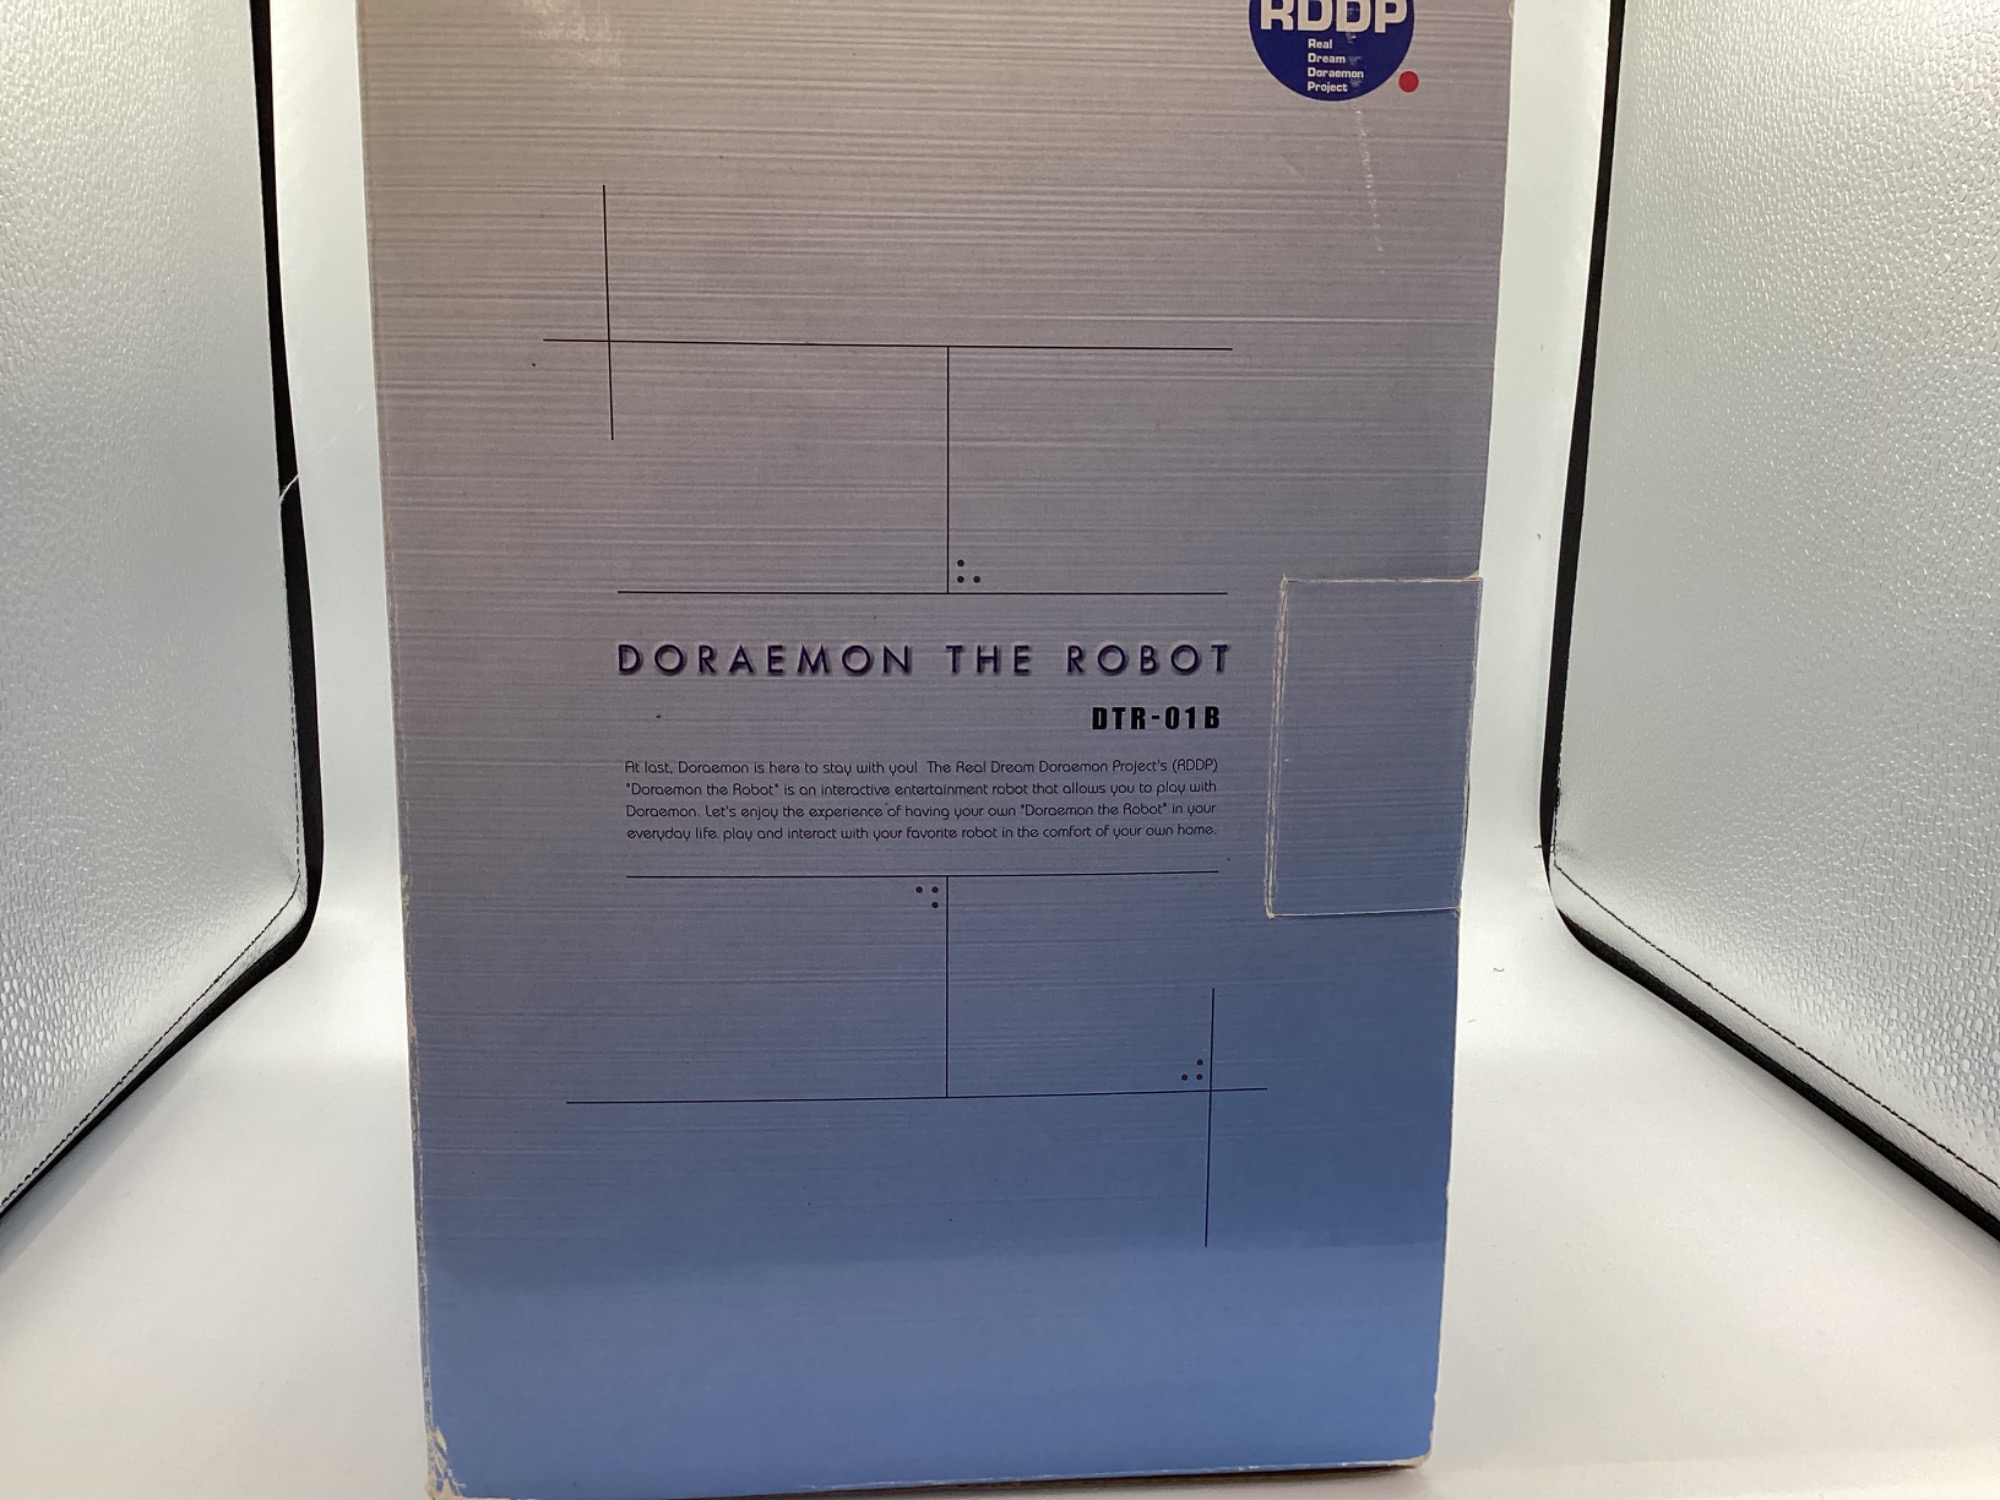 RDDP
Real
Dream
Doraemon
Project
DORAEMON THE ROBOT
DTR-01B
At last, Doraemon is here to stay with you! The Real Dream Doraemon Project's (RDDP)
"Doraemon the Robot" is an interactive entertainment robot that allows you to play with
Doraemon. Let's enjoy the experience of having your own "Doraemon the Robot" in your
everyday life. play and interact with your favorite robot in the comfort of your own home.